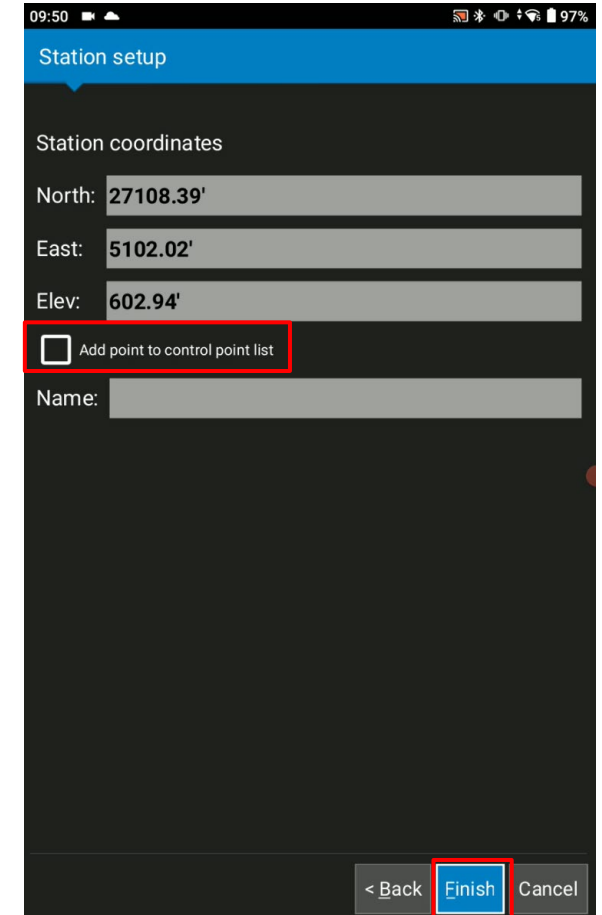 09:50 97%
Station setup
Station coordinates
North: 27108.39'
East: 5102.02'
Elev: 602.94'
Add point to control point list
Name:
< Back Finish Cancel